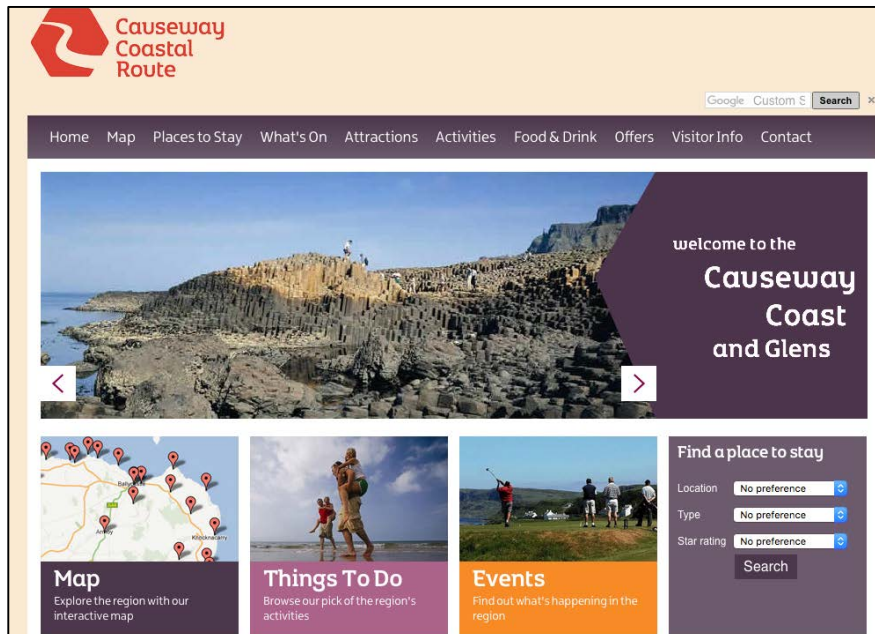 Causeway
Coastal
Route
Google Custom S Search ×
Home Map Places to Stay What's On Attractions Activities Food & Drink Offers Visitor Info Contact
welcome to the
Causeway
Coast
and Glens
<
>
Map
Explore the region with our
interactive map
Things To Do
Browse our pick of the region's
activities
Events
Find out what's happening in the
region
Find a place to stay
Location No preference
Type No preference
Star rating No preference
Search